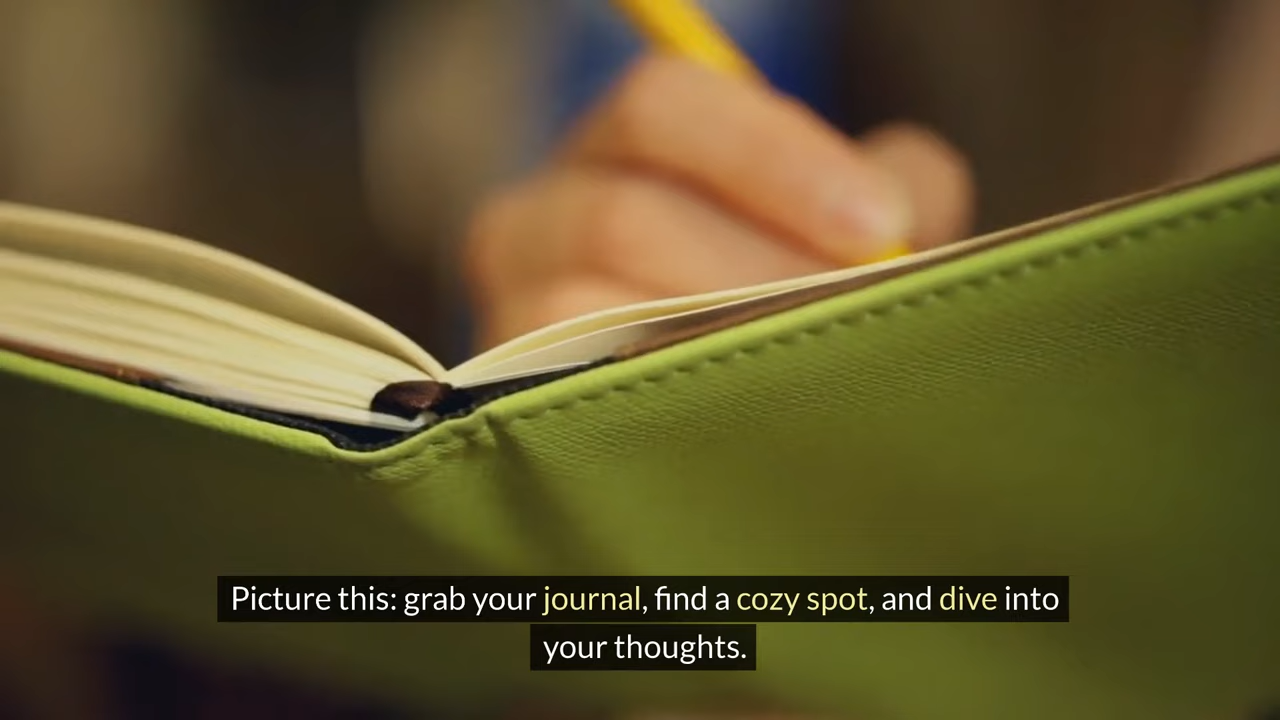 Picture this: grab your journal, find a cozy spot, and dive into
your thoughts.